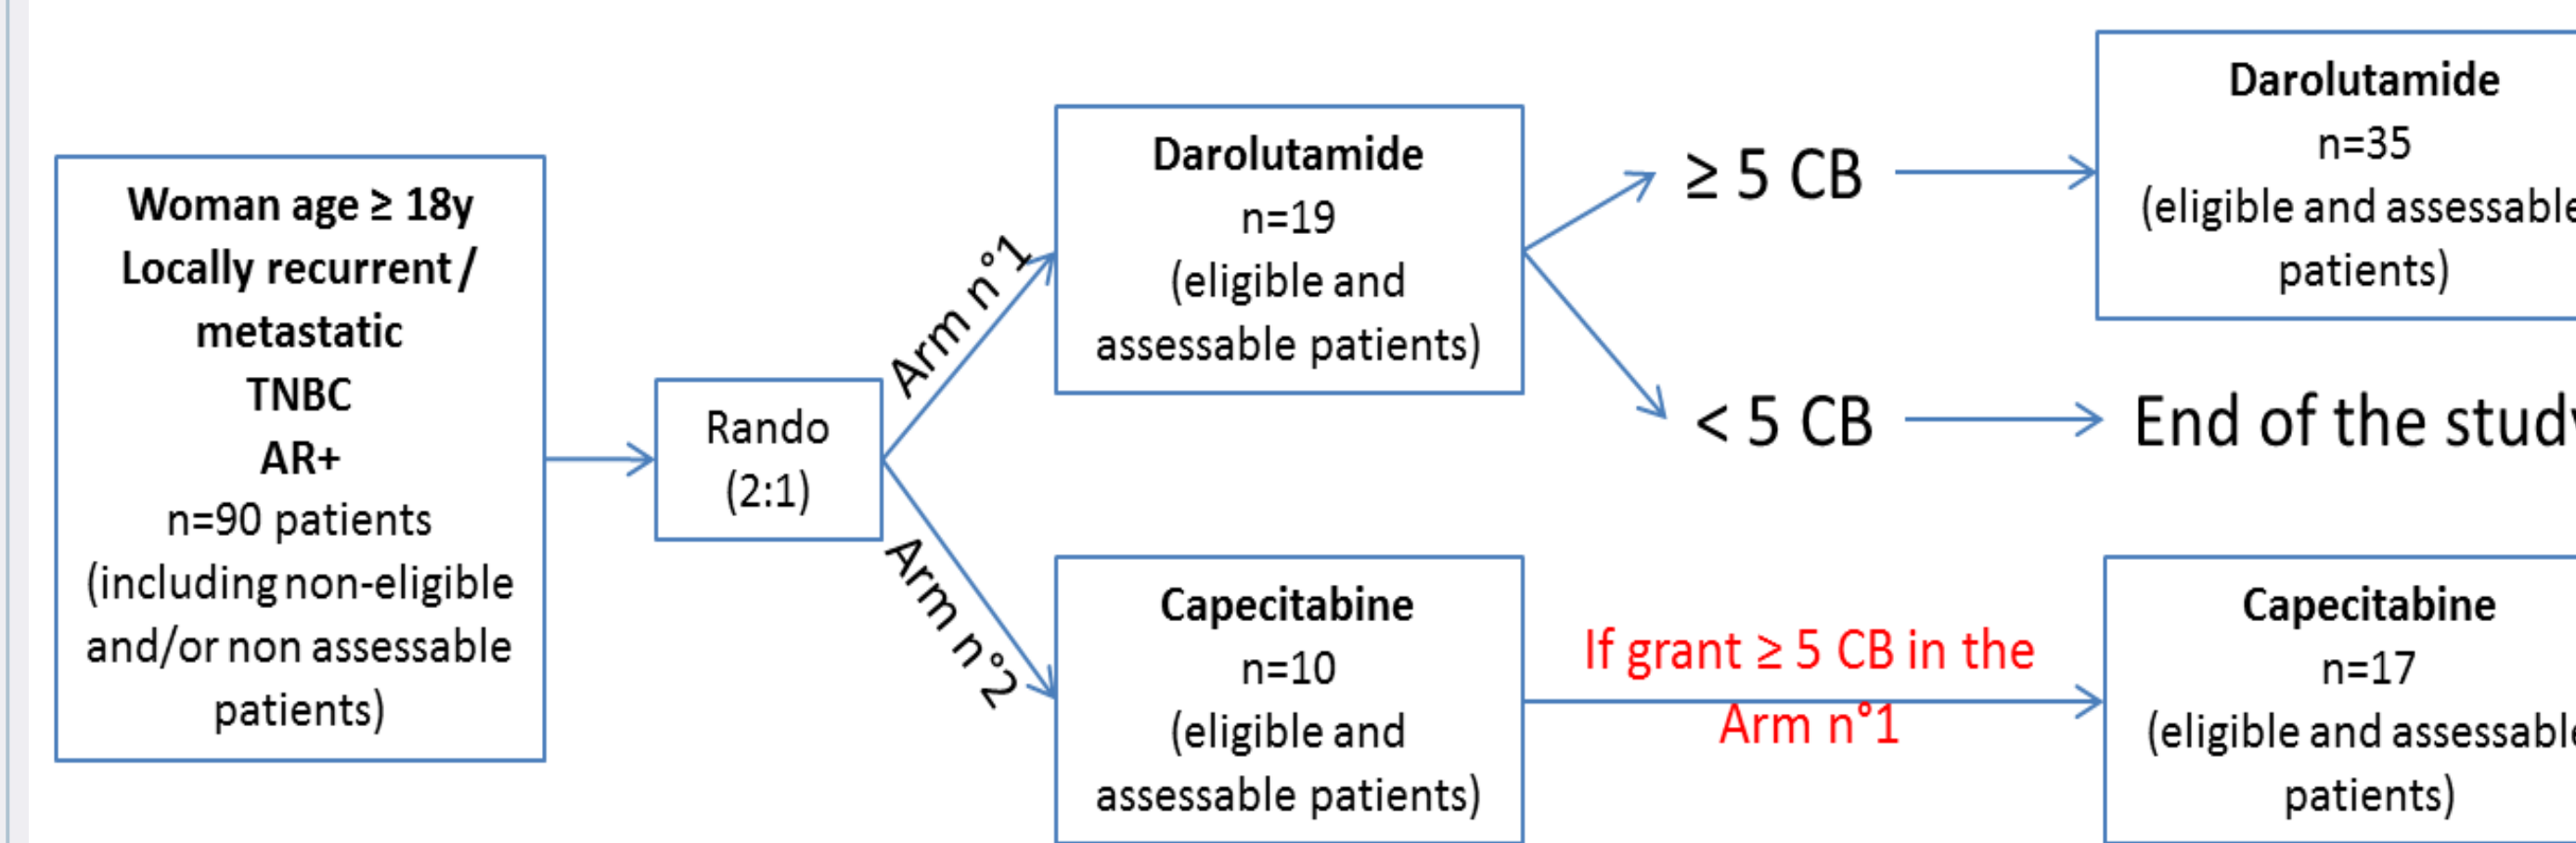 Woman age ≥ 18y
Locally recurrent /
metastatic
TNBC
AR+
n=90 patients
(including non-eligible
and/or non assessable
patients)
Rando
(2:1)
Arm n°1
Arm n°2
Darolutamide
n=19
(eligible and
assessable patients)
≥ 5 CB
< 5 CB
Darolutamide
n=35
(eligible and assessable
patients)
End of the study
Capecitabine
n=10
(eligible and
assessable patients)
If grant ≥ 5 CB in the
Arm n°1
Capecitabine
n=17
(eligible and assessable
patients)